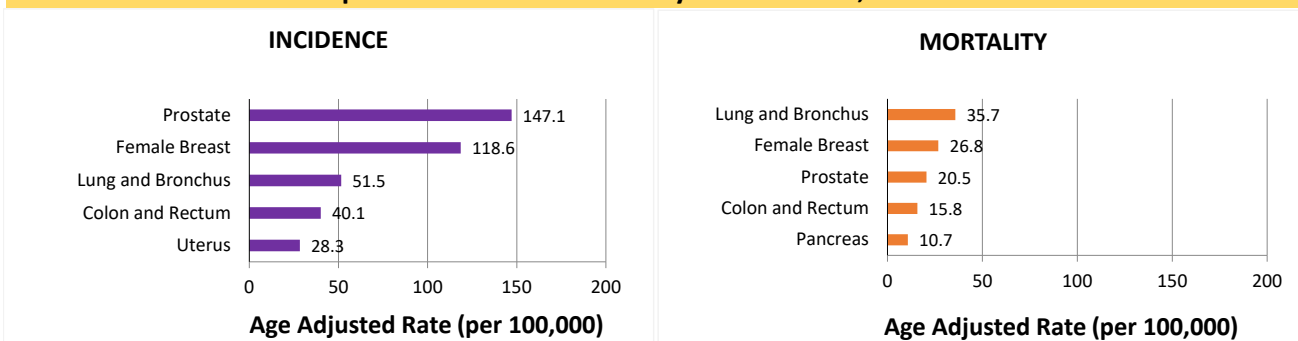 INCIDENCE
Prostate 147.1
Female Breast 118.6
Lung and Bronchus 51.5
Colon and Rectum 40.1
Uterus 28.3
0 50 100 150 200
Age Adjusted Rate (per 100,000)
MORTALITY
Lung and Bronchus 35.7
Female Breast 26.8
Prostate 20.5
Colon and Rectum 15.8
Pancreas 10.7
0 50 100 150 200
Age Adjusted Rate (per 100,000)